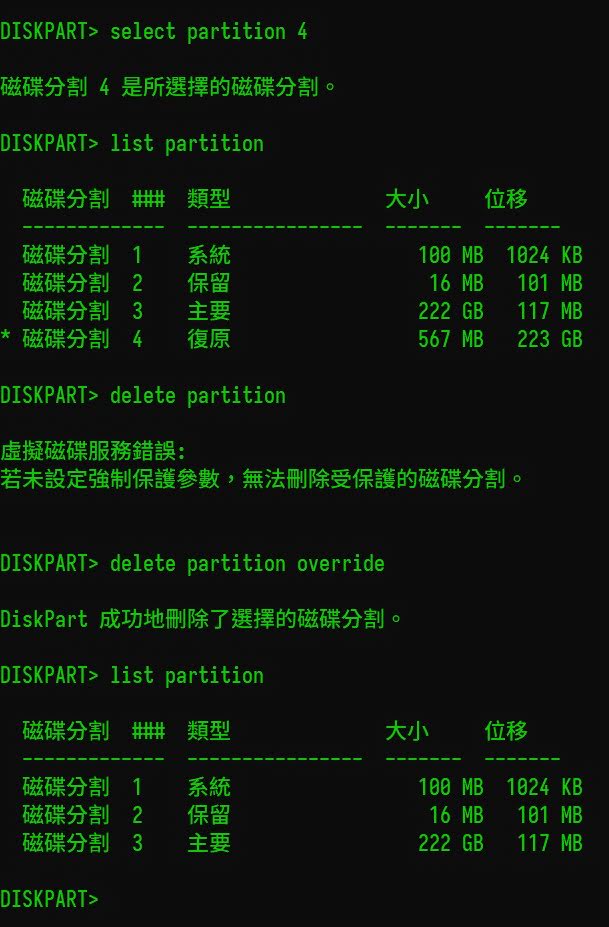 DISKPART> select partition 4
磁碟分割 4 是所選擇的磁碟分割。
DISKPART> list partition
磁碟分割 ### 類型 大小 位移
------------- ---------------- ------- -------
磁碟分割 1 系統 100 MB 1024 KB
磁碟分割 2 保留 16 MB 101 MB
磁碟分割 3 主要 222 GB 117 MB
* 磁碟分割 4 復原 567 MB 223 GB
DISKPART> delete partition
虛擬磁碟服務錯誤:
若未設定強制保護參數，無法刪除受保護的磁碟分割。
DISKPART> delete partition override
DiskPart 成功地刪除了選擇的磁碟分割。
DISKPART> list partition
磁碟分割 ### 類型 大小 位移
------------- ---------------- ------- -------
磁碟分割 1 系統 100 MB 1024 KB
磁碟分割 2 保留 16 MB 101 MB
磁碟分割 3 主要 222 GB 117 MB
DISKPART>